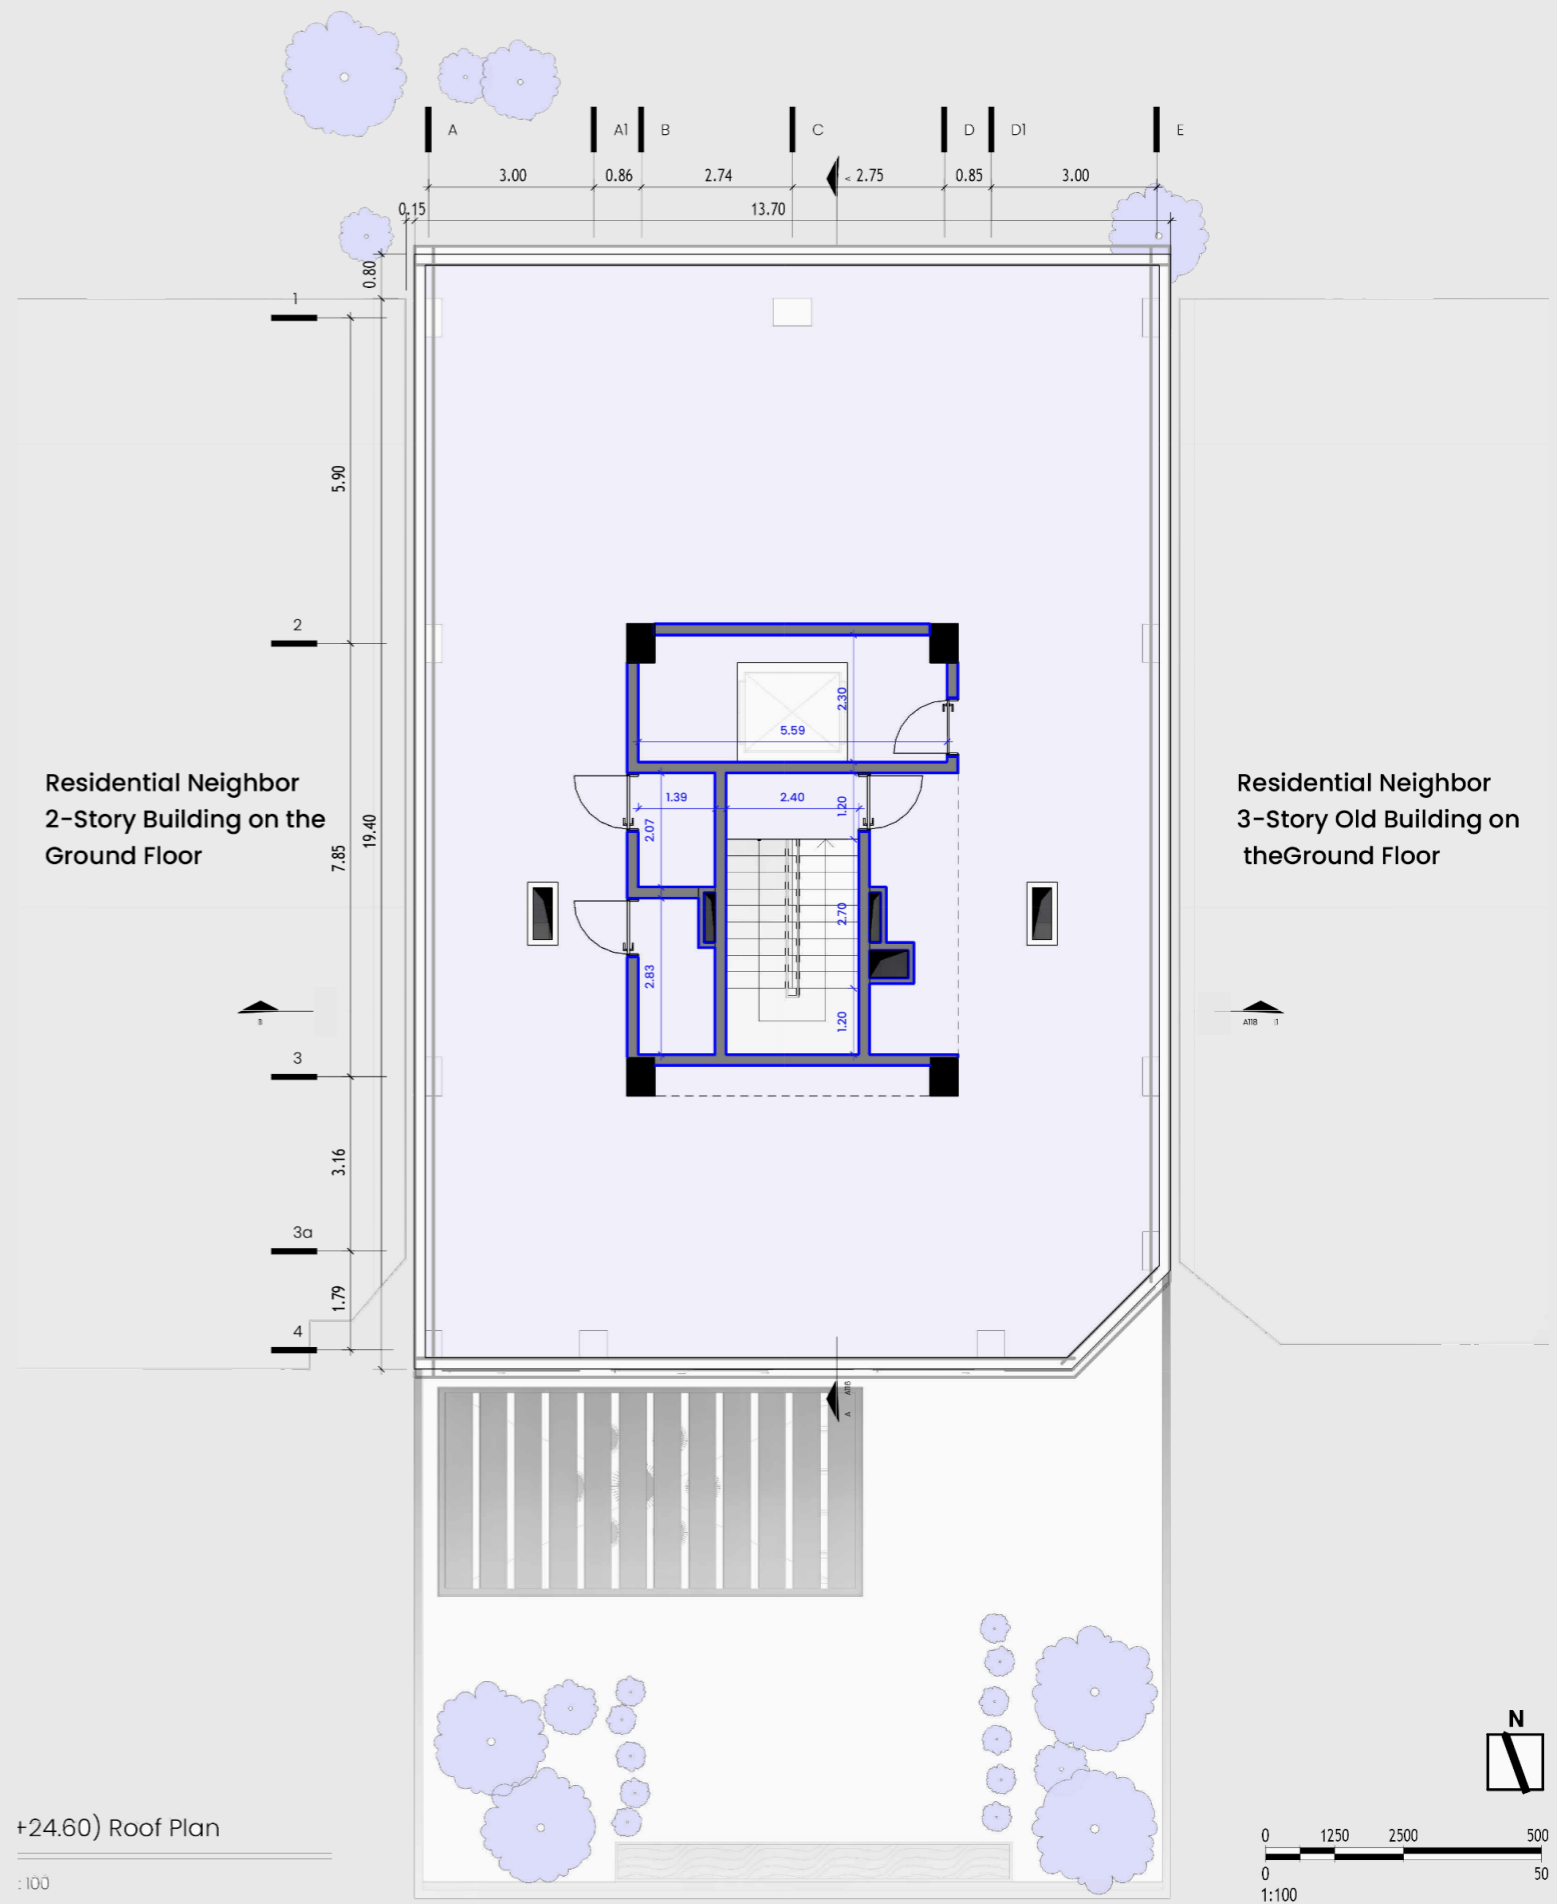 A A1 B C D D1 E
3.00 0.86 2.74 < 2.75 0.85 3.00
0.15 13.70
0.80
1
5.90
2
2.30
5.59
Residential Neighbor
2-Story Building on the
Ground Floor
Residential Neighbor
3-Story Old Building on
theGround Floor
1.39 2.40 1.20
2.07
19.40
7.85
2.70
2.83
1.20
B
A118
3
3.16
3a
1.79
4
A116
A
N
+24.60) Roof Plan
:100
0 1250 2500 500
0 50
1:100